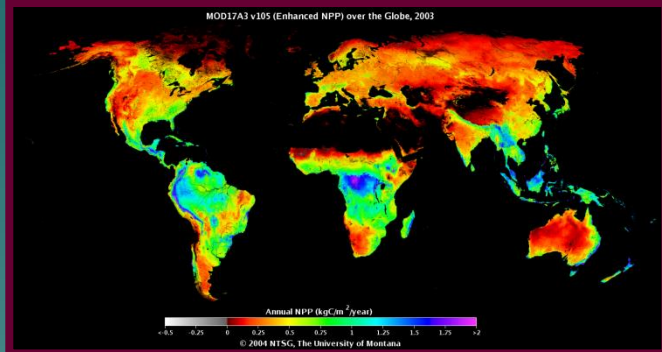 MOD17A3 v105 (Enhanced NPP) over the Globe, 2003
Annual NPP (kgC/m²/year)
<-0.5 -0.25 0 0.25 0.5 0.75 1 1.25 1.5 1.75 >2
© 2004 NTSG, The University of Montana